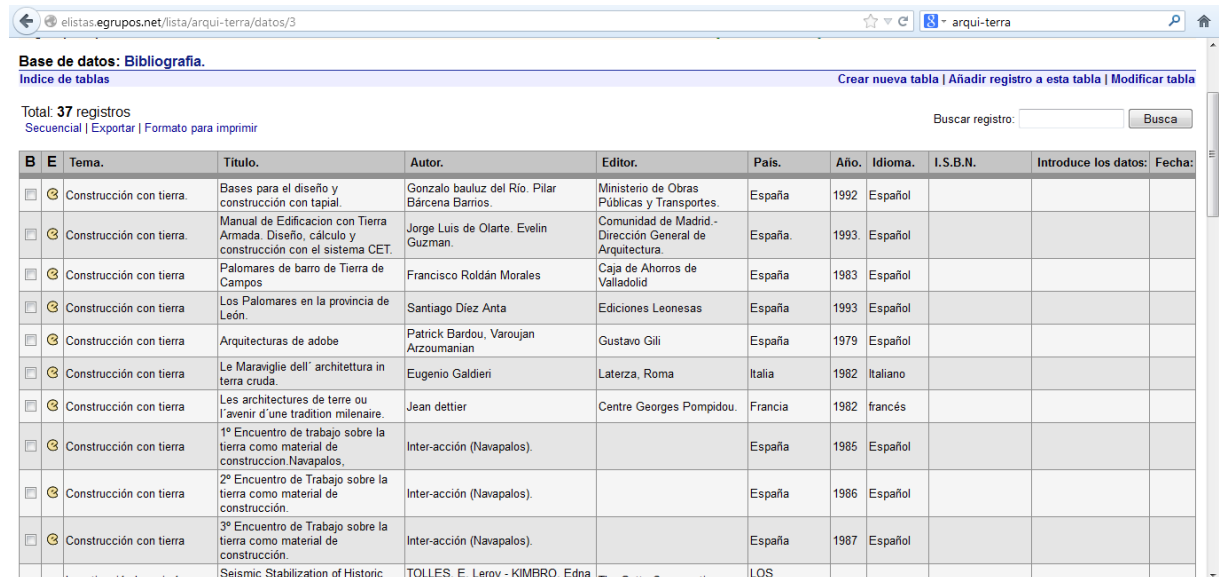 elistas.egrupos.net/lista/arqui-terra/datos/3
arqui-terra
Base de datos: Bibliografia.
Indice de tablas
Crear nueva tabla | Añadir registro a esta tabla | Modificar tabla
Total: 37 registros
Secuencial | Exportar | Formato para imprimir
Buscar registro:
Busca
B E Tema. Título. Autor. Editor. País. Año. Idioma. I.S.B.N. Introduce los datos: Fecha:
Construcción con tierra.
Bases para el diseño y
construcción con tapial.
Gonzalo bauluz del Río. Pilar
Bárcena Barrios.
Ministerio de Obras
Públicas y Transportes.
España 1992 Español
Construcción con tierra.
Manual de Edificacion con Tierra
Armada. Diseño, cálculo y
construcción con el sistema CET.
Jorge Luis de Olarte. Evelin
Guzman.
Comunidad de Madrid.-
Dirección General de
Arquitectura.
España. 1993. Español
Construcción con tierra
Palomares de barro de Tierra de
Campos
Francisco Roldán Morales
Caja de Ahorros de
Valladolid
España 1983 Español
Construcción con tierra
Los Palomares en la provincia de
León.
Santiago Díez Anta
Ediciones Leonesas
España 1993 Español
Construcción con tierra
Arquitecturas de adobe
Patrick Bardou, Varoujan
Arzoumanian
Gustavo Gili
España 1979 Español
Construcción con tierra
Le Maraviglie dell´ architettura in
terra cruda.
Eugenio Galdieri
Laterza, Roma
Italia 1982 Italiano
Construcción con tierra
Les architectures de terre ou
l´avenir d´une tradition milenaire.
Jean dettier
Centre Georges Pompidou.
Francia 1982 francés
Construcción con tierra
1º Encuentro de trabajo sobre la
tierra como material de
construccion.Navapalos,
Inter-acción (Navapalos).
España 1985 Español
Construcción con tierra
2º Encuentro de Trabajo sobre la
tierra como material de
construcción.
Inter-acción (Navapalos).
España 1986 Español
Construcción con tierra
3º Encuentro de Trabajo sobre la
tierra como material de
construcción.
Inter-acción (Navapalos).
España 1987 Español
Seismic Stabilization of Historic
TOLLES, E. Leroy - KIMBRO, Edna
LOS